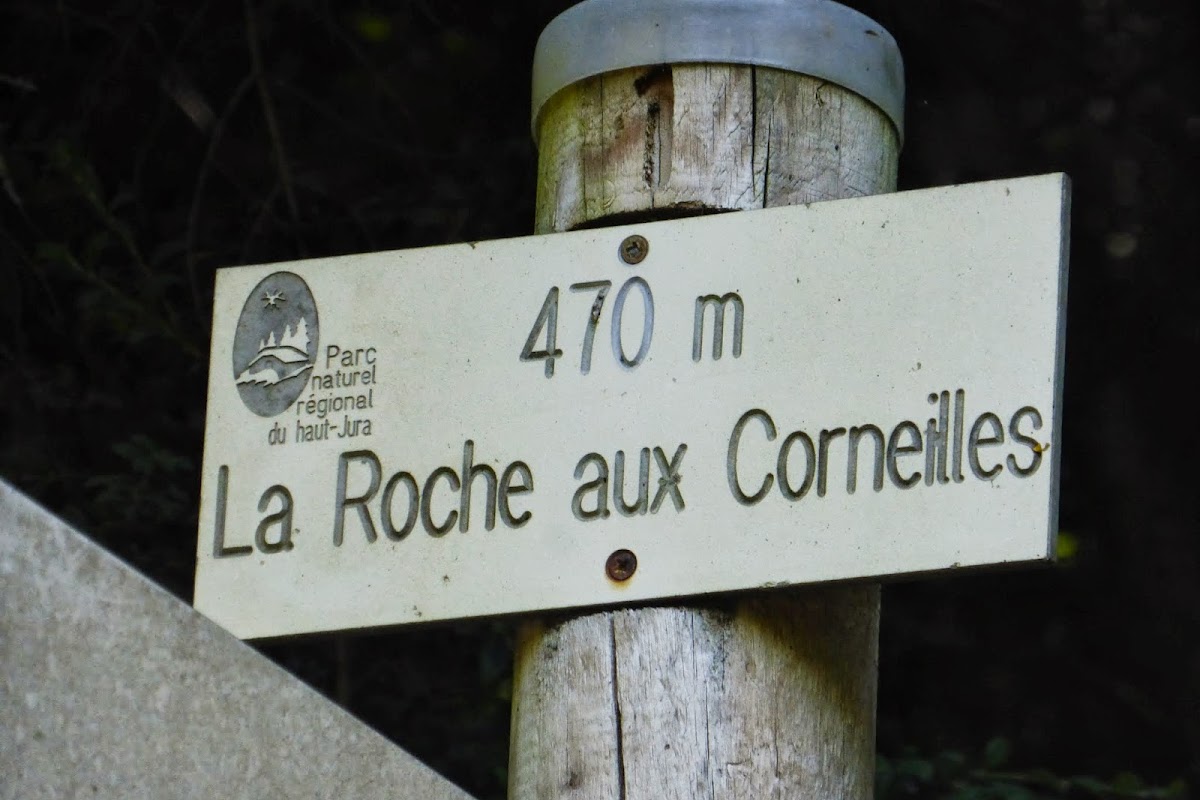 470 m
Parc
naturel
régional
du haut-Jura
La Roche aux Corneilles